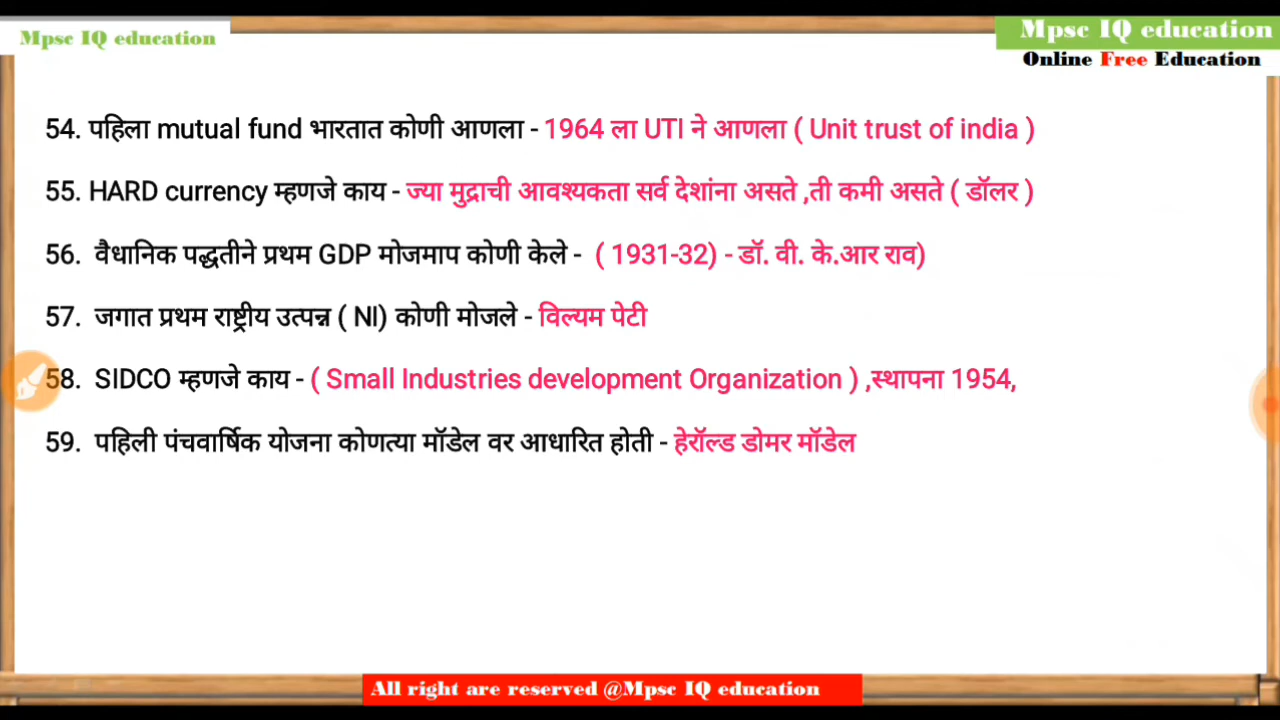 Mpsc IQ education
Mpsc IQ education
Online Free Education
54. पहिला mutual fund भारतात कोणी आणला - 1964 ला UTI ने आणला ( Unit trust of india )
55. HARD currency म्हणजे काय - ज्या मुद्राची आवश्यकता सर्व देशांना असते ,ती कमी असते ( डॉलर )
56. वैधानिक पद्धतीने प्रथम GDP मोजमाप कोणी केले - ( 1931-32) - डॉ. वी. के.आर राव)
57. जगात प्रथम राष्ट्रीय उत्पन्न ( NI) कोणी मोजले - विल्यम पेटी
58. SIDCO म्हणजे काय - ( Small Industries development Organization ) ,स्थापना 1954,
59. पहिली पंचवार्षिक योजना कोणत्या मॉडेल वर आधारित होती - हेरॉल्ड डोमर मॉडेल
All right are reserved @Mpsc IQ education